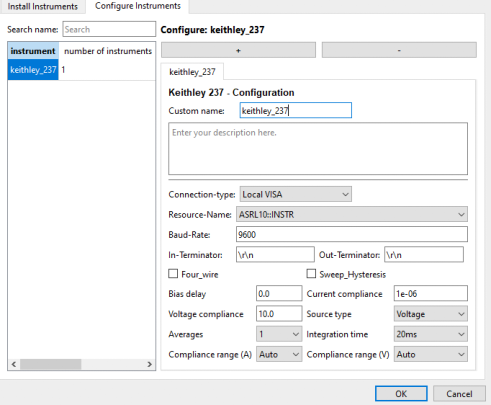 Install Instruments Configure Instruments
Search name: Search Configure: keithley_237
+ -
instrument number of instruments
keithley_237 1
keithley_237
Keithley 237 - Configuration
Custom name: keithley_237
Enter your description here.
Connection-type: Local VISA
Resource-Name: ASRL10::INSTR
Baud-Rate: 9600
In-Terminator: \r\n Out-Terminator: \r\n
Four_wire Sweep_Hysteresis
Bias delay 0.0 Current compliance 1e-06
Voltage compliance 10.0 Source type Voltage
Averages 1 Integration time 20ms
Compliance range (A) Auto Compliance range (V) Auto
OK Cancel